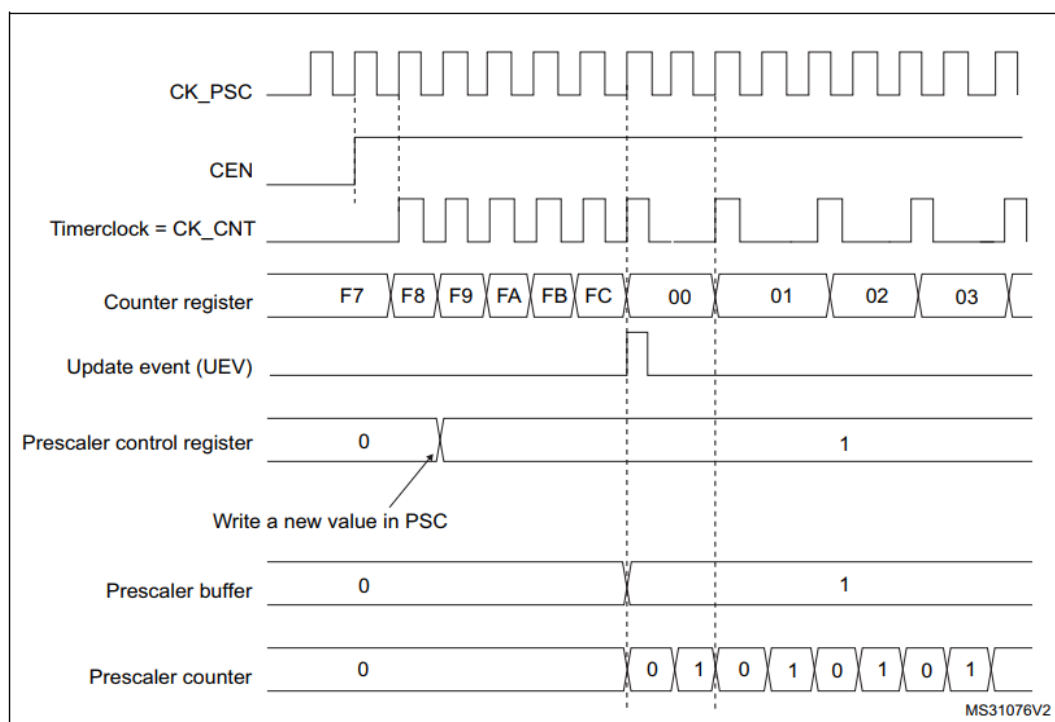 CK_PSC
CEN
Timerclock = CK_CNT
Counter register F7 F8 F9 FA FB FC 00 01 02 03
Update event (UEV)
Prescaler control register 0 1
Write a new value in PSC
Prescaler buffer 0 1
Prescaler counter 0 0 1 0 1 0 1 0 1
MS31076V2